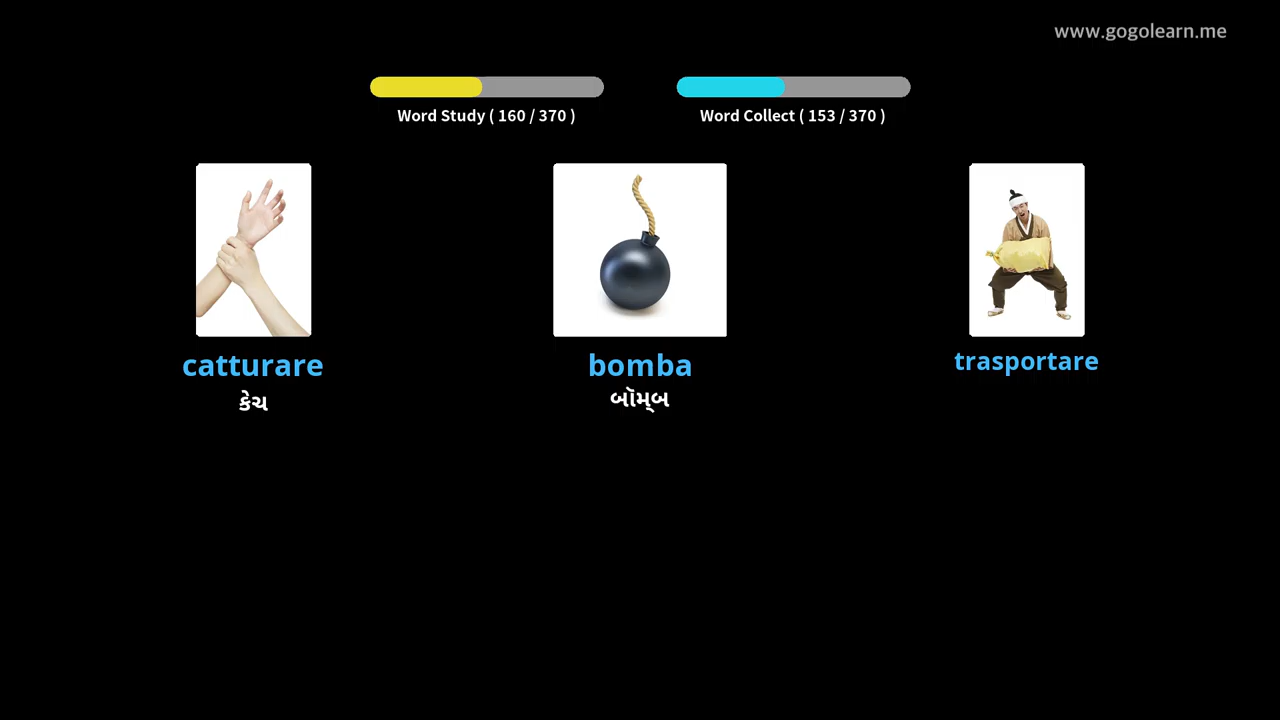 www.gogolearn.me
Word Study ( 160 / 370 )
Word Collect ( 153 / 370 )
catturare
bomba
trasportare
કેચ
બૉમ્બ